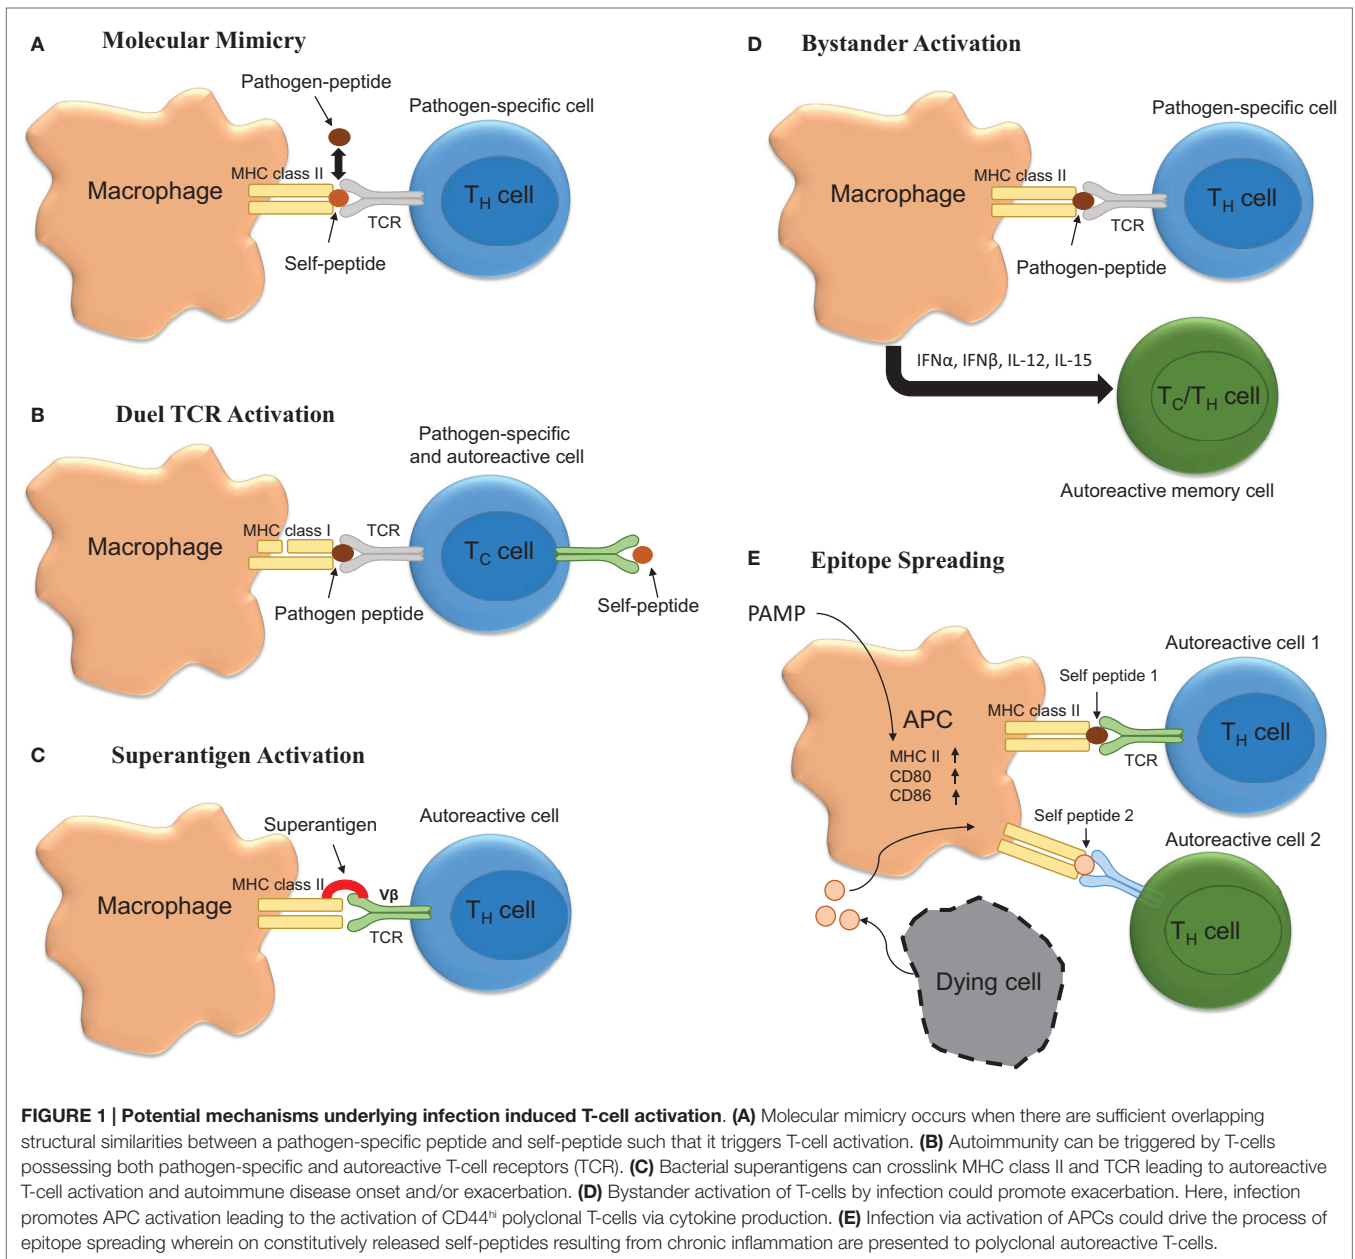 A Molecular Mimicry
Pathogen-peptide
Pathogen-specific cell
MHC class II
Macrophage
TH cell
TCR
Self-peptide
B Duel TCR Activation
Pathogen-specific
and autoreactive cell
MHC class I
TCR
Macrophage
TC cell
Pathogen peptide
Self-peptide
C Superantigen Activation
Superantigen
Autoreactive cell
MHC class II
Vβ
Macrophage
TH cell
TCR
D Bystander Activation
Pathogen-specific cell
MHC class II
Macrophage
TH cell
TCR
Pathogen-peptide
IFNα, IFNβ, IL-12, IL-15
TC/TH cell
Autoreactive memory cell
E Epitope Spreading
PAMP
Autoreactive cell 1
Self peptide 1
MHC class II
APC
TH cell
MHC II
TCR
CD80
CD86
Self peptide 2
Autoreactive cell 2
TH cell
Dying cell
FIGURE 1 | Potential mechanisms underlying infection induced T-cell activation. (A) Molecular mimicry occurs when there are sufficient overlapping
structural similarities between a pathogen-specific peptide and self-peptide such that it triggers T-cell activation. (B) Autoimmunity can be triggered by T-cells
possessing both pathogen-specific and autoreactive T-cell receptors (TCR). (C) Bacterial superantigens can crosslink MHC class II and TCR leading to autoreactive
T-cell activation and autoimmune disease onset and/or exacerbation. (D) Bystander activation of T-cells by infection could promote exacerbation. Here, infection
promotes APC activation leading to the activation of CD44hi polyclonal T-cells via cytokine production. (E) Infection via activation of APCs could drive the process of
epitope spreading wherein on constitutively released self-peptides resulting from chronic inflammation are presented to polyclonal autoreactive T-cells.